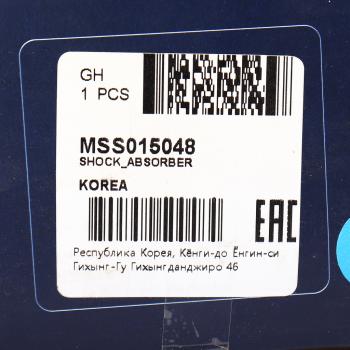 GH
1 PCS
MSS015048
SHOCK_ABSORBER
KOREA
EAC
Республика Корея, Кёнги-до Ёнгин-си
Гихынг-Гу Гихынгданджиро 46